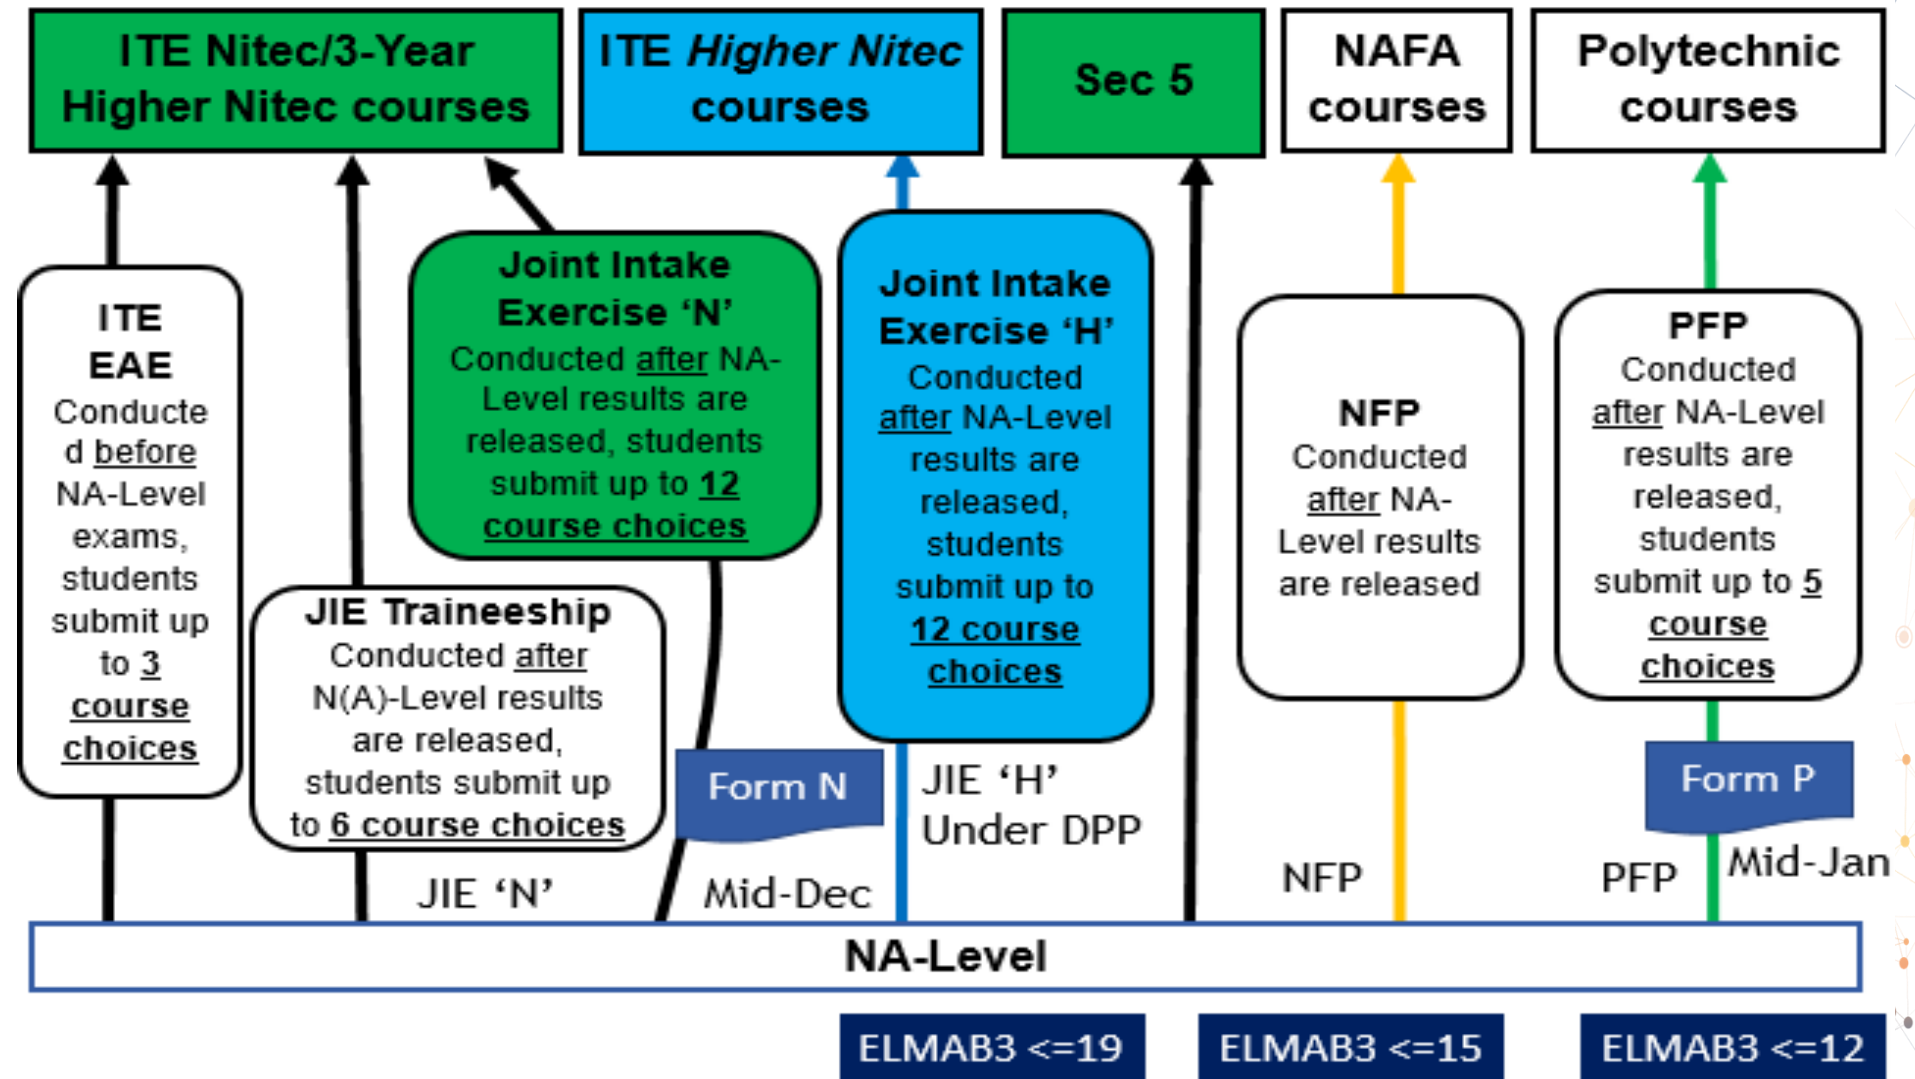 ITE Nitec/3-Year
Higher Nitec courses
ITE Higher Nitec
courses
Sec 5
NAFA
courses
Polytechnic
courses
ITE
EAE
Conducte
d before
NA-Level
exams,
students
submit up
to 3
course
choices
JIE Traineeship
Conducted after
N(A)-Level results
are released,
students submit up
to 6 course choices
Joint Intake
Exercise ‘N’
Conducted after NA-
Level results are
released, students
submit up to 12
course choices
Joint Intake
Exercise ‘H’
Conducted
after NA-Level
results are
released,
students
submit up to
12 course
choices
NFP
Conducted
after NA-
Level results
are released
PFP
Conducted
after NA-Level
results are
released,
students
submit up to 5
course
choices
JIE ‘N’
Form N
Mid-Dec
JIE ‘H’
Under DPP
NFP
PFP
Form P
Mid-Jan
NA-Level
ELMAB3 <=19
ELMAB3 <=15
ELMAB3 <=12